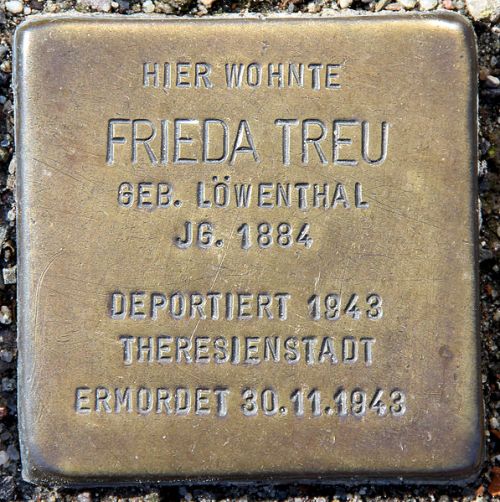 HIER WOHNTE
FRIEDA TREU
GEB. LÖWENTHAL
JG. 1884
DEPORTIERT 1943
THERESIENSTADT
ERMORDET 30.11.1943